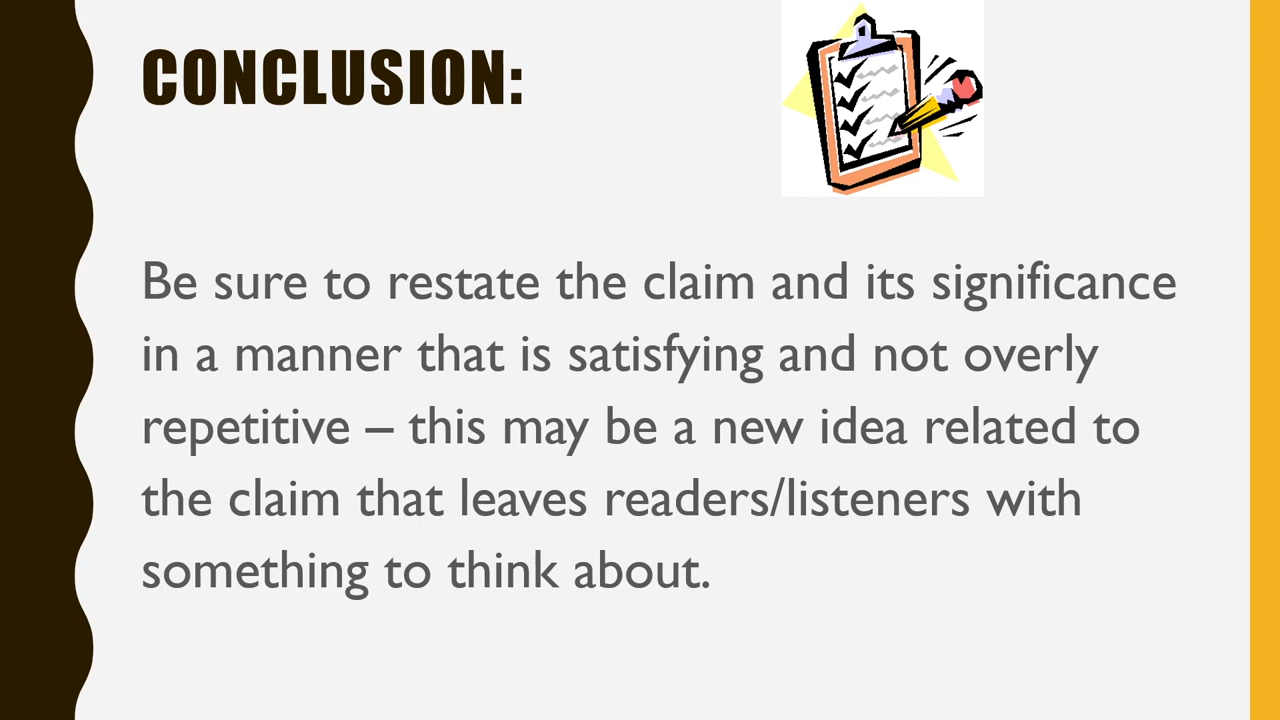 CONCLUSION:
Be sure to restate the claim and its significance
in a manner that is satisfying and not overly
repetitive – this may be a new idea related to
the claim that leaves readers/listeners with
something to think about.